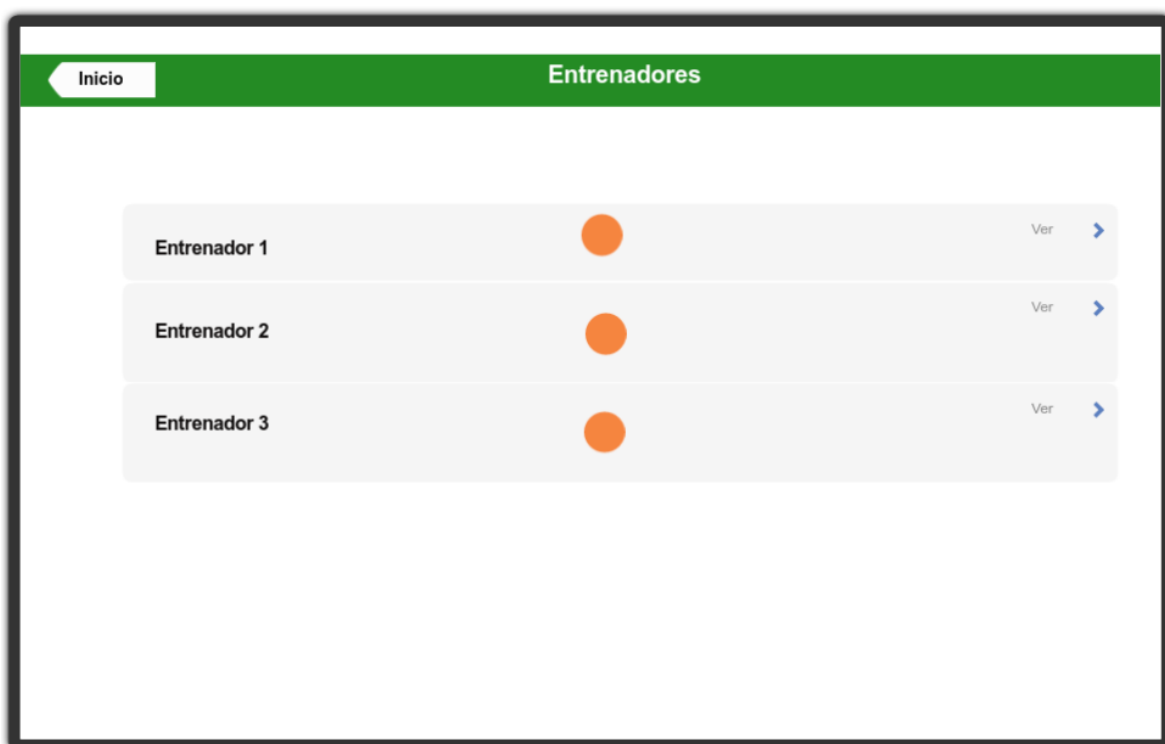 Inicio
Entrenadores
Entrenador 1
Ver
Entrenador 2
Ver
Entrenador 3
Ver